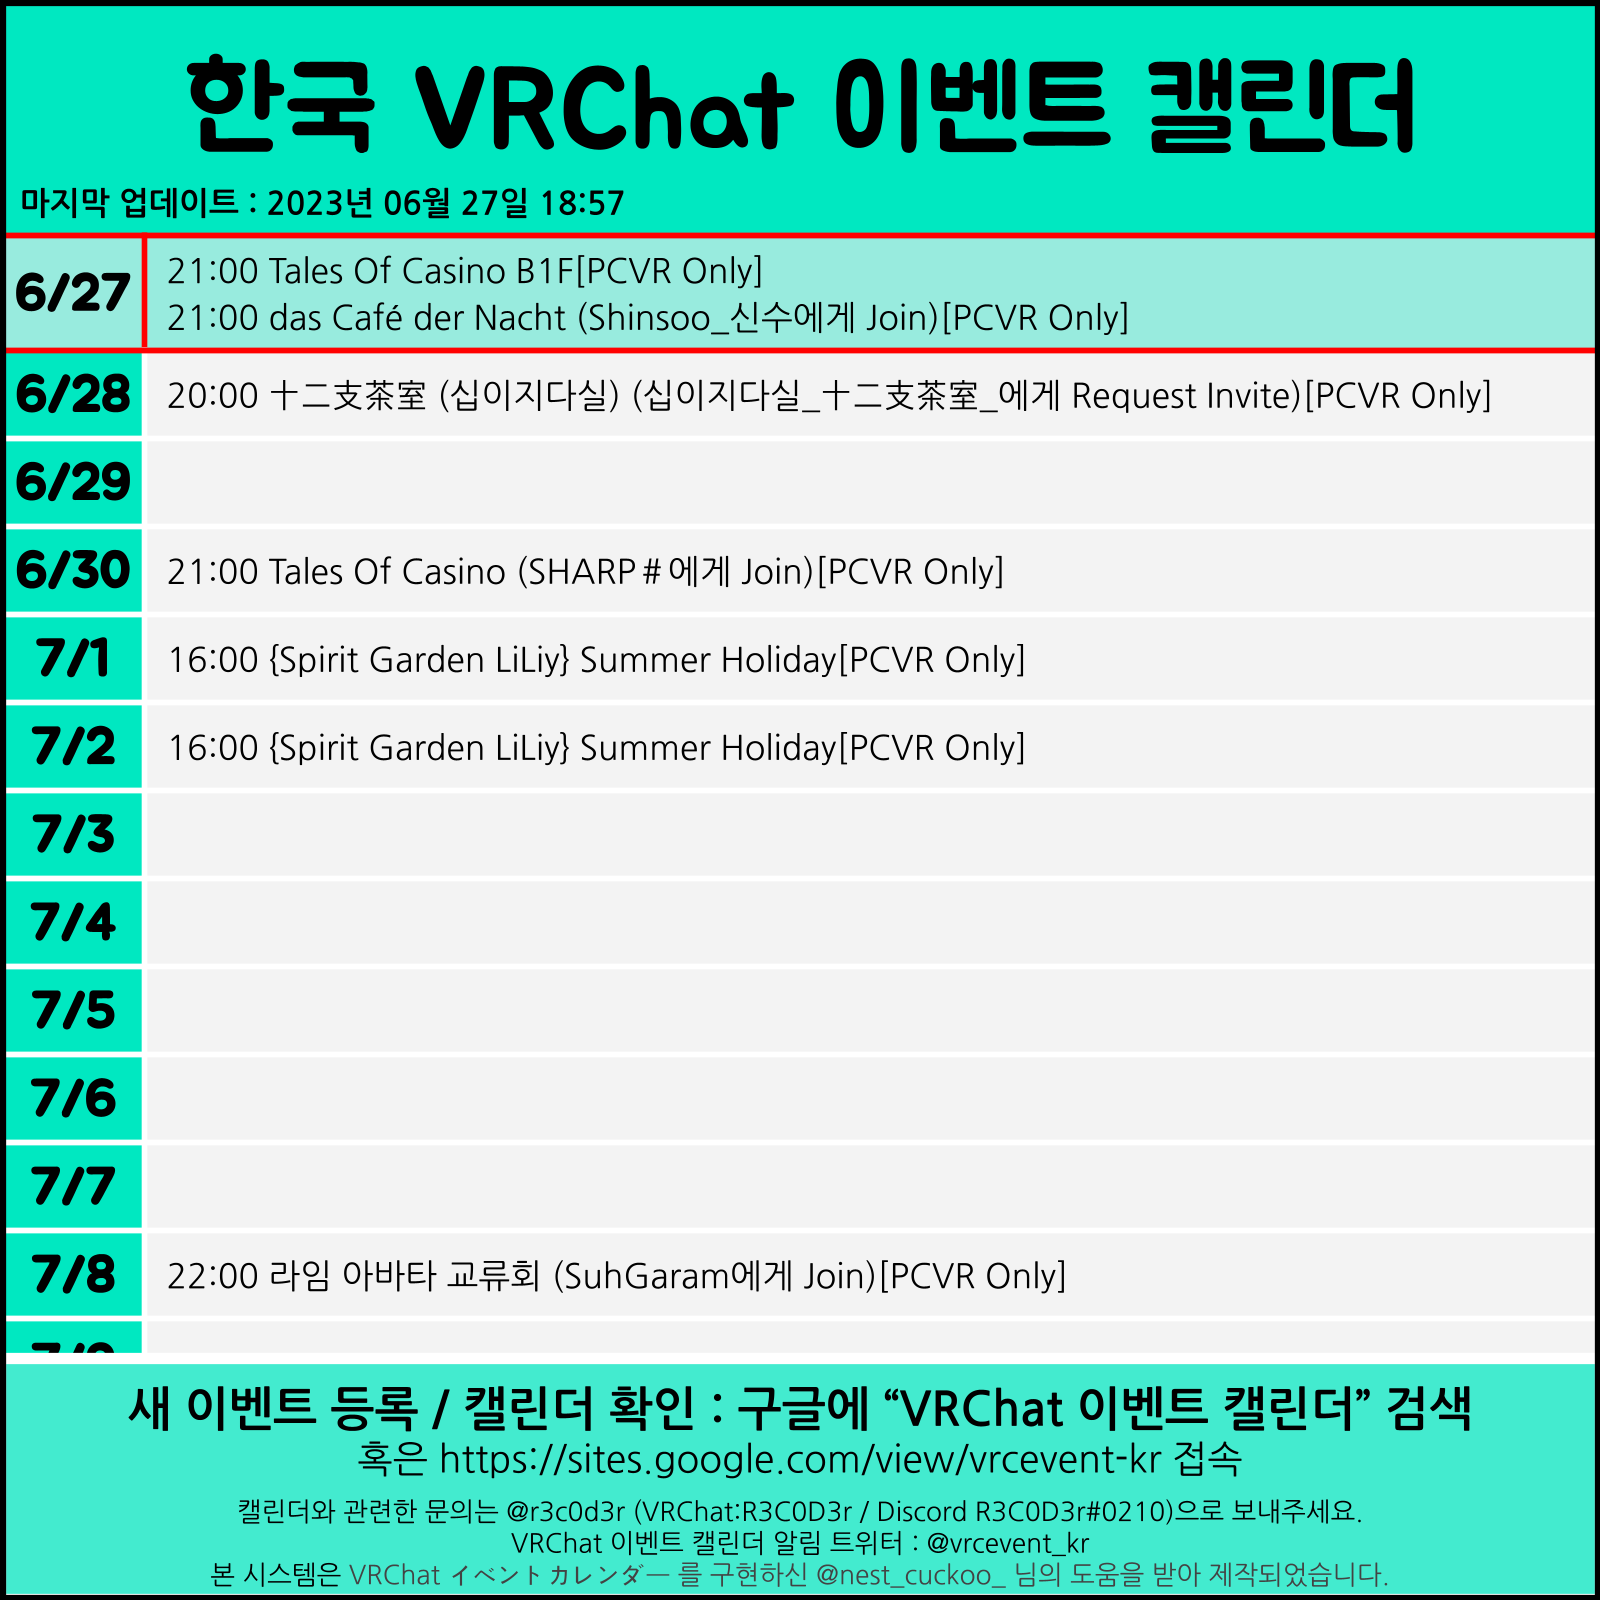 한국 VRChat 이벤트 캘린더
마지막 업데이트 : 2023년 06월 27일 18:57
6/27
21:00 Tales Of Casino B1F[PCVR Only]
21:00 das Café der Nacht (Shinsoo_신수에게 Join)[PCVR Only]
6/28
20:00 十二支茶室 (십이지다실) (십이지다실_十二支茶室_에게 Request Invite)[PCVR Only]
6/29
6/30
21:00 Tales Of Casino (SHARP＃에게 Join)[PCVR Only]
7/1
16:00 {Spirit Garden LiLiy} Summer Holiday[PCVR Only]
7/2
16:00 {Spirit Garden LiLiy} Summer Holiday[PCVR Only]
7/3
7/4
7/5
7/6
7/7
7/8
22:00 라임 아바타 교류회 (SuhGaram에게 Join)[PCVR Only]
새 이벤트 등록 / 캘린더 확인 : 구글에 “VRChat 이벤트 캘린더” 검색
혹은 https://sites.google.com/view/vrcevent-kr 접속
캘린더와 관련한 문의는 @r3c0d3r (VRChat:R3C0D3r / Discord R3C0D3r#0210)으로 보내주세요.
VRChat 이벤트 캘린더 알림 트위터 : @vrcevent_kr
본 시스템은 VRChat イベントカレンダー 를 구현하신 @nest_cuckoo_ 님의 도움을 받아 제작되었습니다.